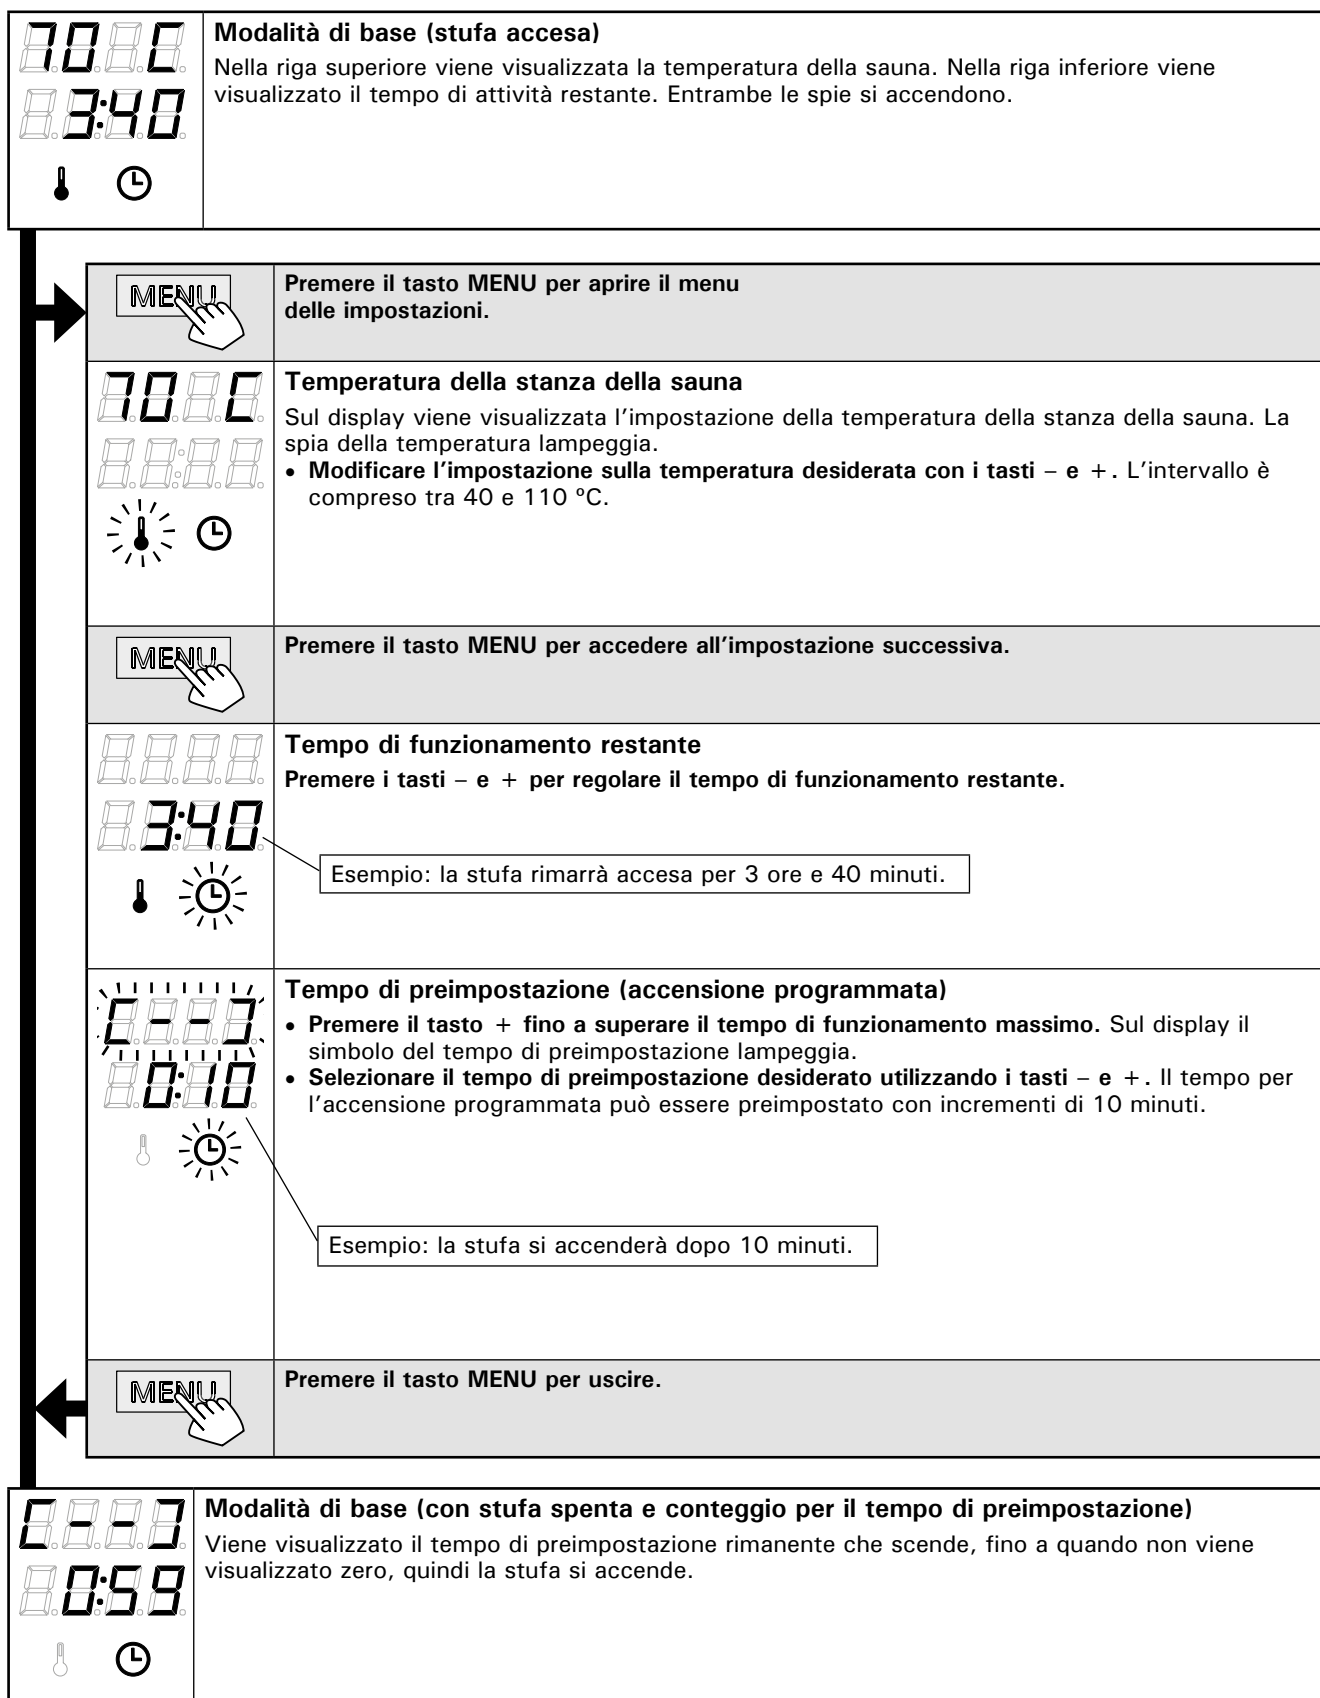 70 C
3:40
Modalità di base (stufa accesa)
Nella riga superiore viene visualizzata la temperatura della sauna. Nella riga inferiore viene
visualizzato il tempo di attività restante. Entrambe le spie si accendono.
MENU
Premere il tasto MENU per aprire il menu
delle impostazioni.
70 C
Temperatura della stanza della sauna
Sul display viene visualizzata l’impostazione della temperatura della stanza della sauna. La
spia della temperatura lampeggia.
• Modificare l’impostazione sulla temperatura desiderata con i tasti – e +. L’intervallo è
compreso tra 40 e 110 ºC.
MENU
Premere il tasto MENU per accedere all’impostazione successiva.
3:40
Tempo di funzionamento restante
Premere i tasti – e + per regolare il tempo di funzionamento restante.
Esempio: la stufa rimarrà accesa per 3 ore e 40 minuti.
[--]
0:10
Tempo di preimpostazione (accensione programmata)
• Premere il tasto + fino a superare il tempo di funzionamento massimo. Sul display il
simbolo del tempo di preimpostazione lampeggia.
• Selezionare il tempo di preimpostazione desiderato utilizzando i tasti – e +. Il tempo per
l’accensione programmata può essere preimpostato con incrementi di 10 minuti.
Esempio: la stufa si accenderà dopo 10 minuti.
MENU
Premere il tasto MENU per uscire.
[--]
0:59
Modalità di base (con stufa spenta e conteggio per il tempo di preimpostazione)
Viene visualizzato il tempo di preimpostazione rimanente che scende, fino a quando non viene
visualizzato zero, quindi la stufa si accende.